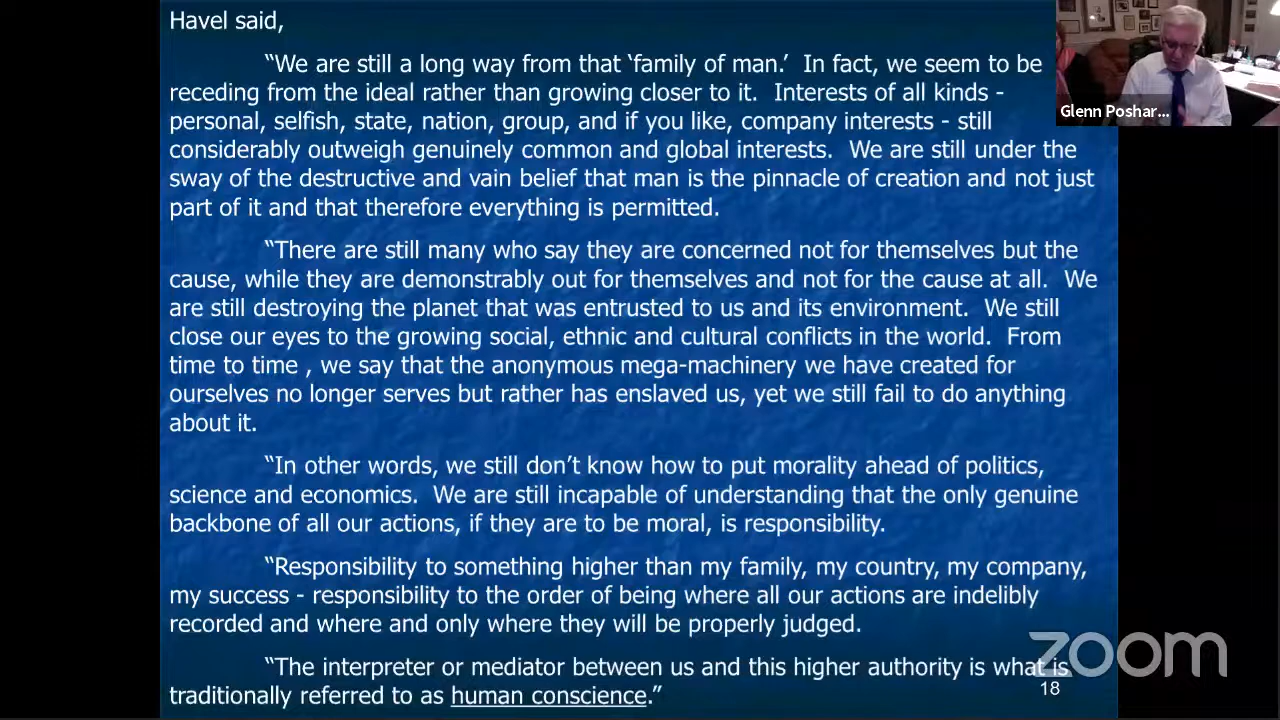 Havel said,
“We are still a long way from that ‘family of man.’  In fact, we seem to be
receding from the ideal rather than growing closer to it.  Interests of all kinds -
personal, selfish, state, nation, group, and if you like, company interests - still
considerably outweigh genuinely common and global interests.  We are still under the
sway of the destructive and vain belief that man is the pinnacle of creation and not just
part of it and that therefore everything is permitted.
“There are still many who say they are concerned not for themselves but the
cause, while they are demonstrably out for themselves and not for the cause at all.  We
are still destroying the planet that was entrusted to us and its environment.  We still
close our eyes to the growing social, ethnic and cultural conflicts in the world.  From
time to time , we say that the anonymous mega-machinery we have created for
ourselves no longer serves but rather has enslaved us, yet we still fail to do anything
about it.
“In other words, we still don’t know how to put morality ahead of politics,
science and economics.  We are still incapable of understanding that the only genuine
backbone of all our actions, if they are to be moral, is responsibility.
“Responsibility to something higher than my family, my country, my company,
my success - responsibility to the order of being where all our actions are indelibly
recorded and where and only where they will be properly judged.
“The interpreter or mediator between us and this higher authority is what is
traditionally referred to as human conscience.”
18
Glenn Poshar...
zoom